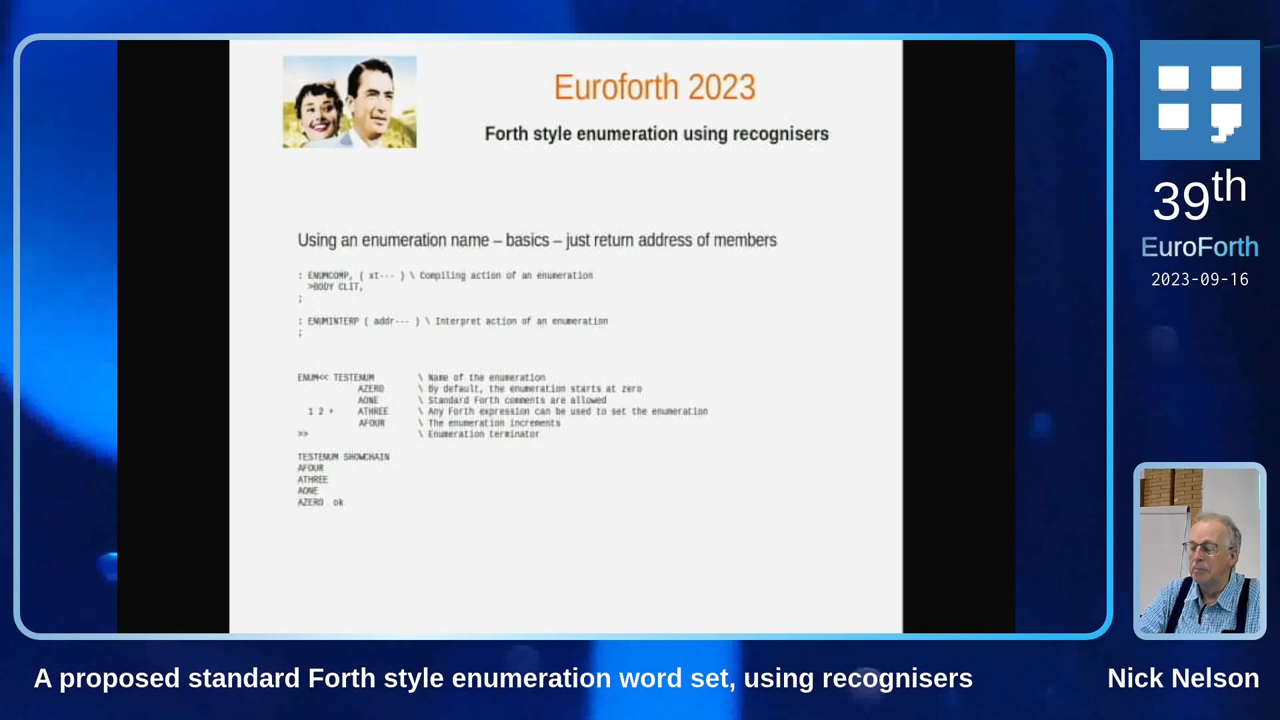 Euroforth 2023
Forth style enumeration using recognisers
Using an enumeration name – basics – just return address of members
: ENUMCOMP, ( xt--- ) \ Compiling action of an enumeration
>BODY CLIT,
;
: ENUMINTERP ( addr--- ) \ Interpret action of an enumeration
;
ENUM<< TESTENUM \ Name of the enumeration
AZERO \ By default, the enumeration starts at zero
AONE \ Standard Forth comments are allowed
1 2 + ATHREE \ Any Forth expression can be used to set the enumeration
AFOUR \ The enumeration increments
>> \ Enumeration terminator
TESTENUM SHOWCHAIN
AFOUR
ATHREE
AONE
AZERO ok
39th
EuroForth
2023-09-16
A proposed standard Forth style enumeration word set, using recognisers
Nick Nelson